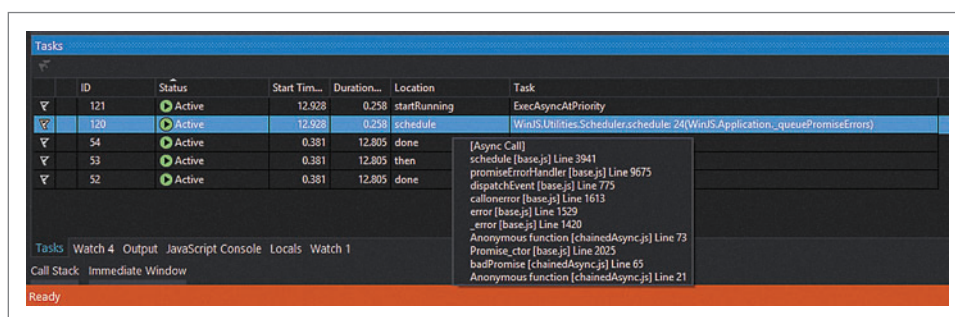 Tasks
ID Status Start Tim... Duration... Location Task
121 Active 12.928 0.258 startRunning ExecAsyncAtPriority
120 Active 12.928 0.258 schedule WinJS.Utilities.Scheduler.schedule: 24(WinJS.Application._queuePromiseErrors)
54 Active 0.381 12.805 done
53 Active 0.381 12.805 then
52 Active 0.381 12.805 done
[Async Call]
schedule [base.js] Line 3941
promiseErrorHandler [base.js] Line 9675
dispatchEvent [base.js] Line 775
callonerror [base.js] Line 1613
error [base.js] Line 1529
_error [base.js] Line 1420
Anonymous function [chainedAsync.js] Line 73
Promise_ctor [base.js] Line 2025
badPromise [chainedAsync.js] Line 65
Anonymous function [chainedAsync.js] Line 21
Tasks Watch 4 Output JavaScript Console Locals Watch 1
Call Stack Immediate Window
Ready